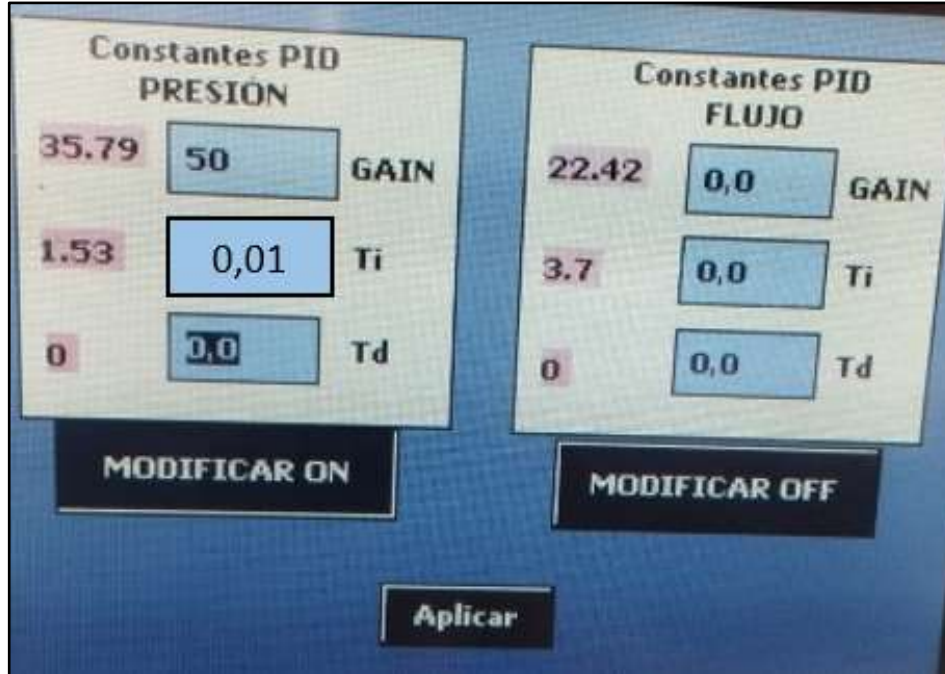 Constantes PID
PRESIÓN
35.79 50 GAIN
1.53 0,01 Ti
0 0,0 Td
MODIFICAR ON
Constantes PID
FLUJO
22.42 0,0 GAIN
3.7 0,0 Ti
0 0,0 Td
MODIFICAR OFF
Aplicar